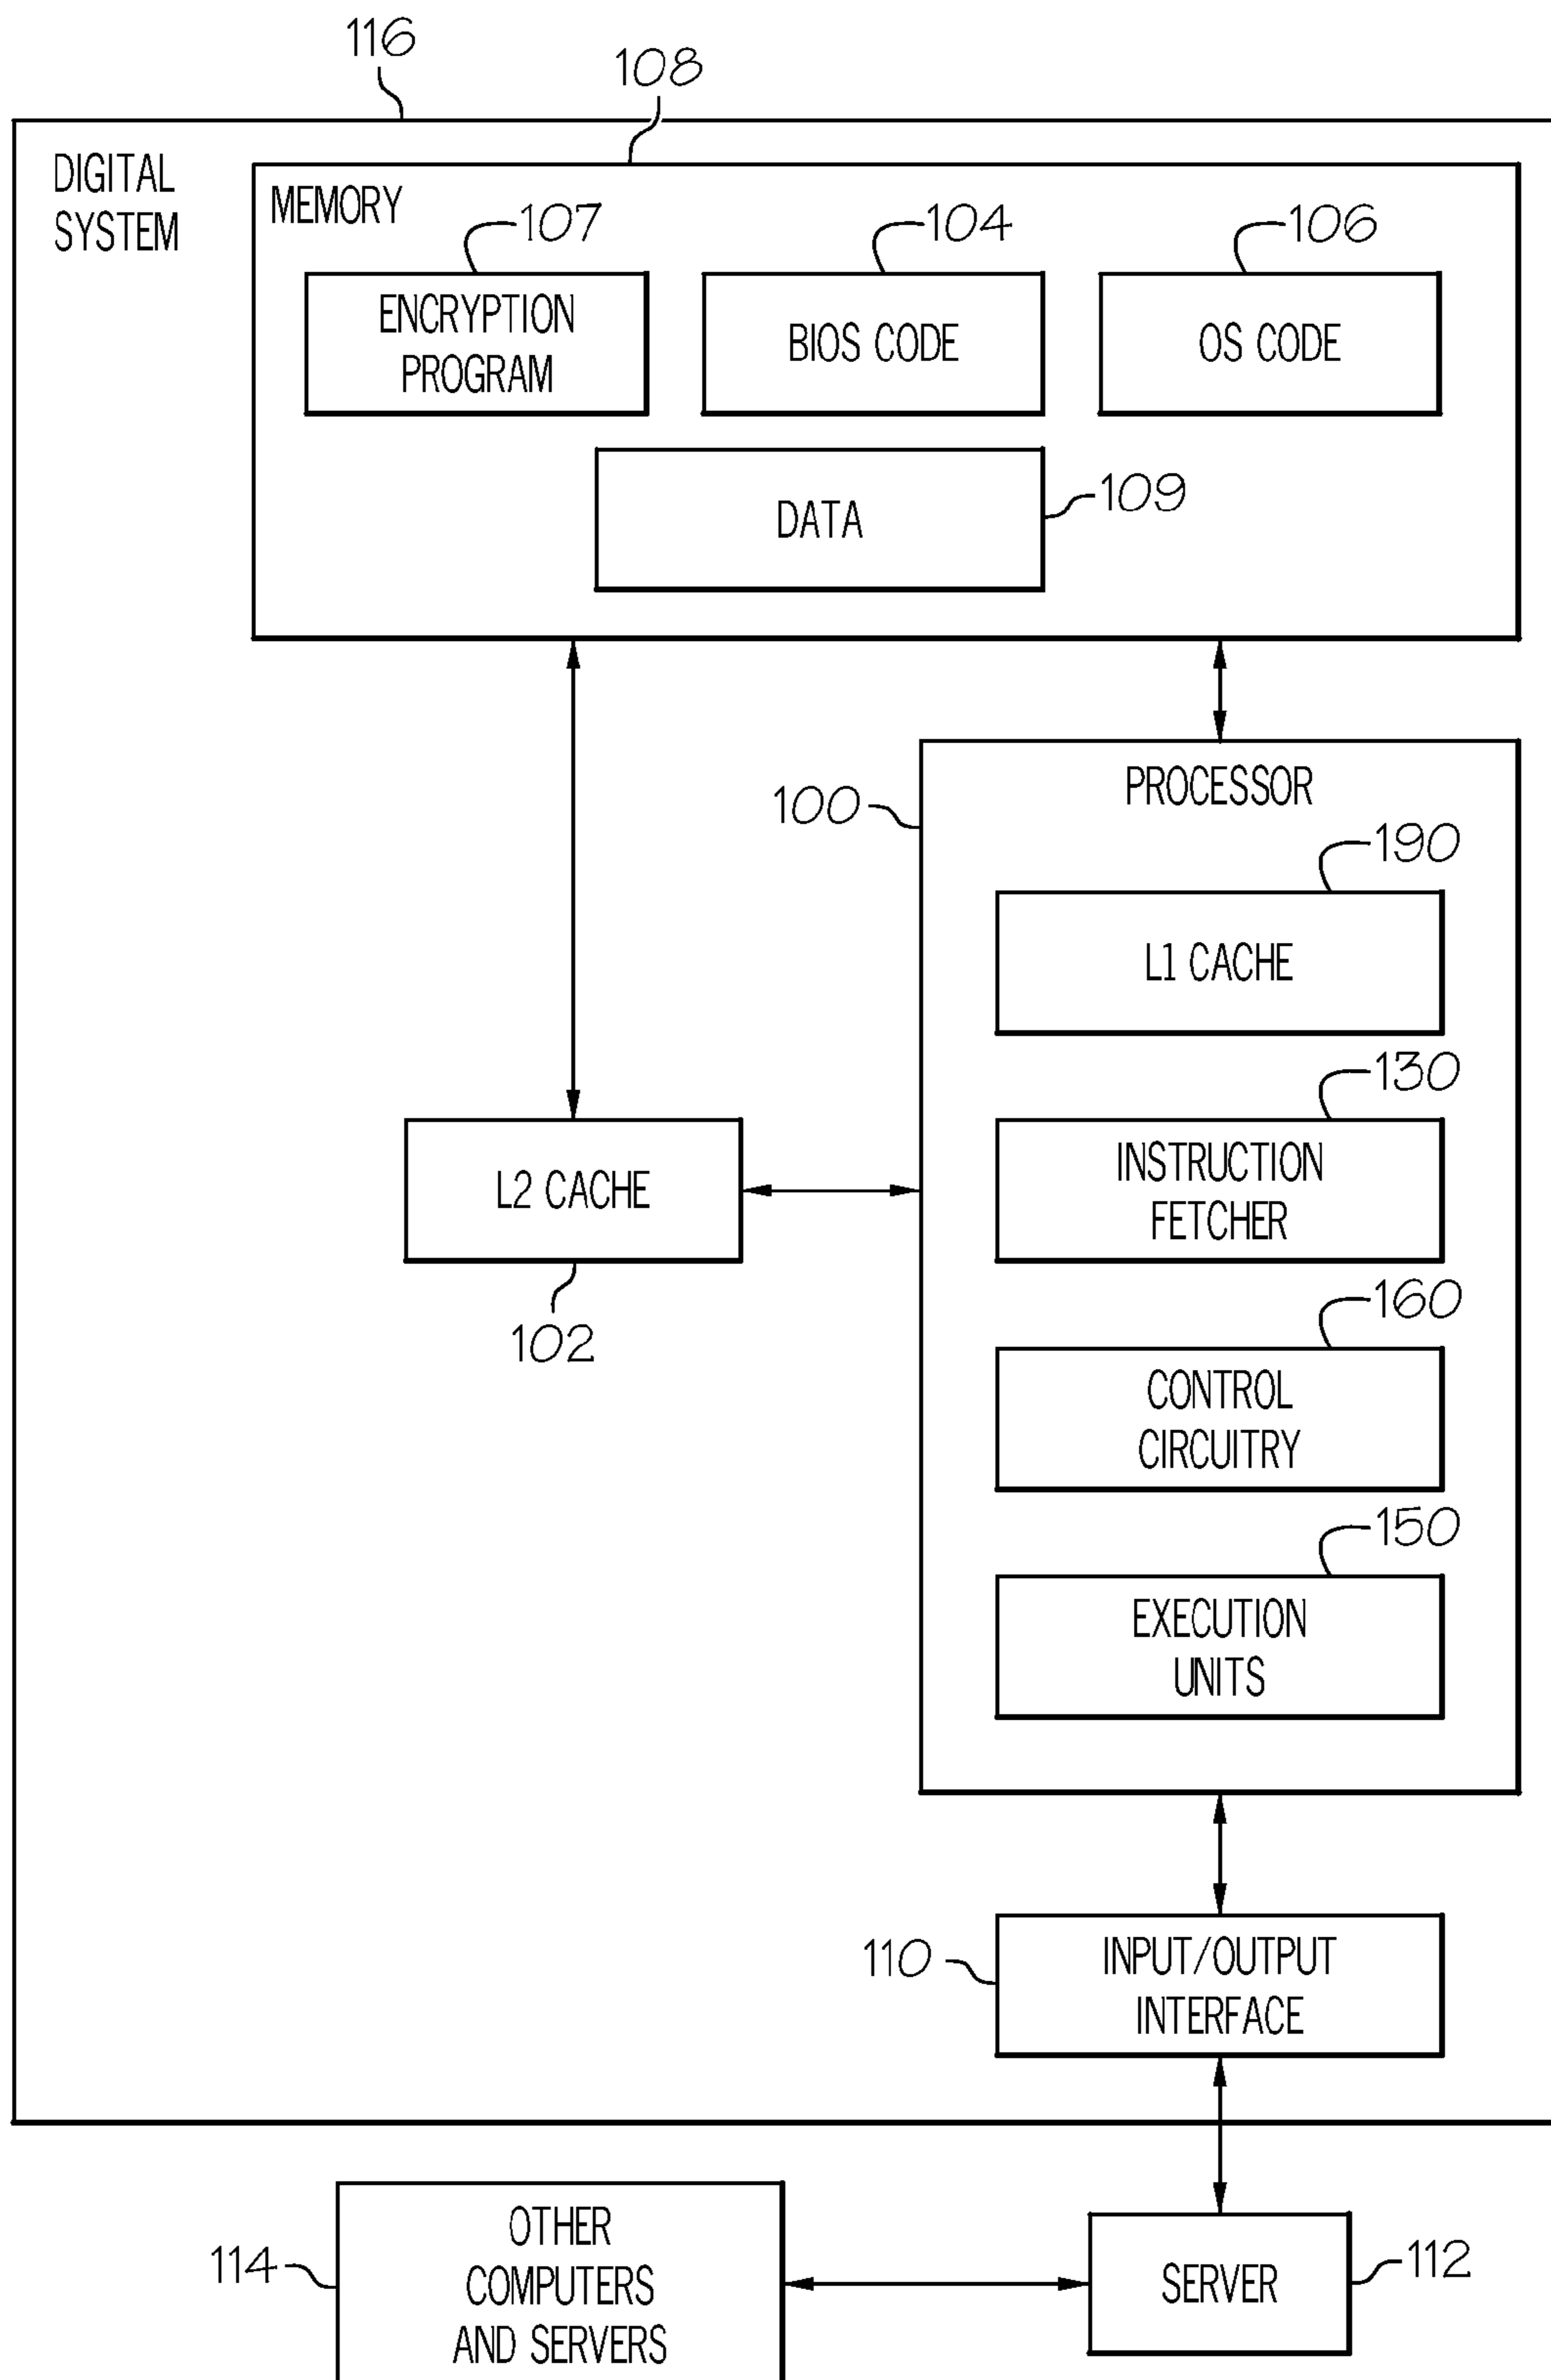 116
108
DIGITAL
SYSTEM
MEMORY
107
104
106
ENCRYPTION
PROGRAM
BIOS CODE
OS CODE
DATA
109
PROCESSOR
100
190
L1 CACHE
130
INSTRUCTION
FETCHER
L2 CACHE
102
160
CONTROL
CIRCUITRY
150
EXECUTION
UNITS
110
INPUT/OUTPUT
INTERFACE
114
OTHER
COMPUTERS
AND SERVERS
SERVER
112